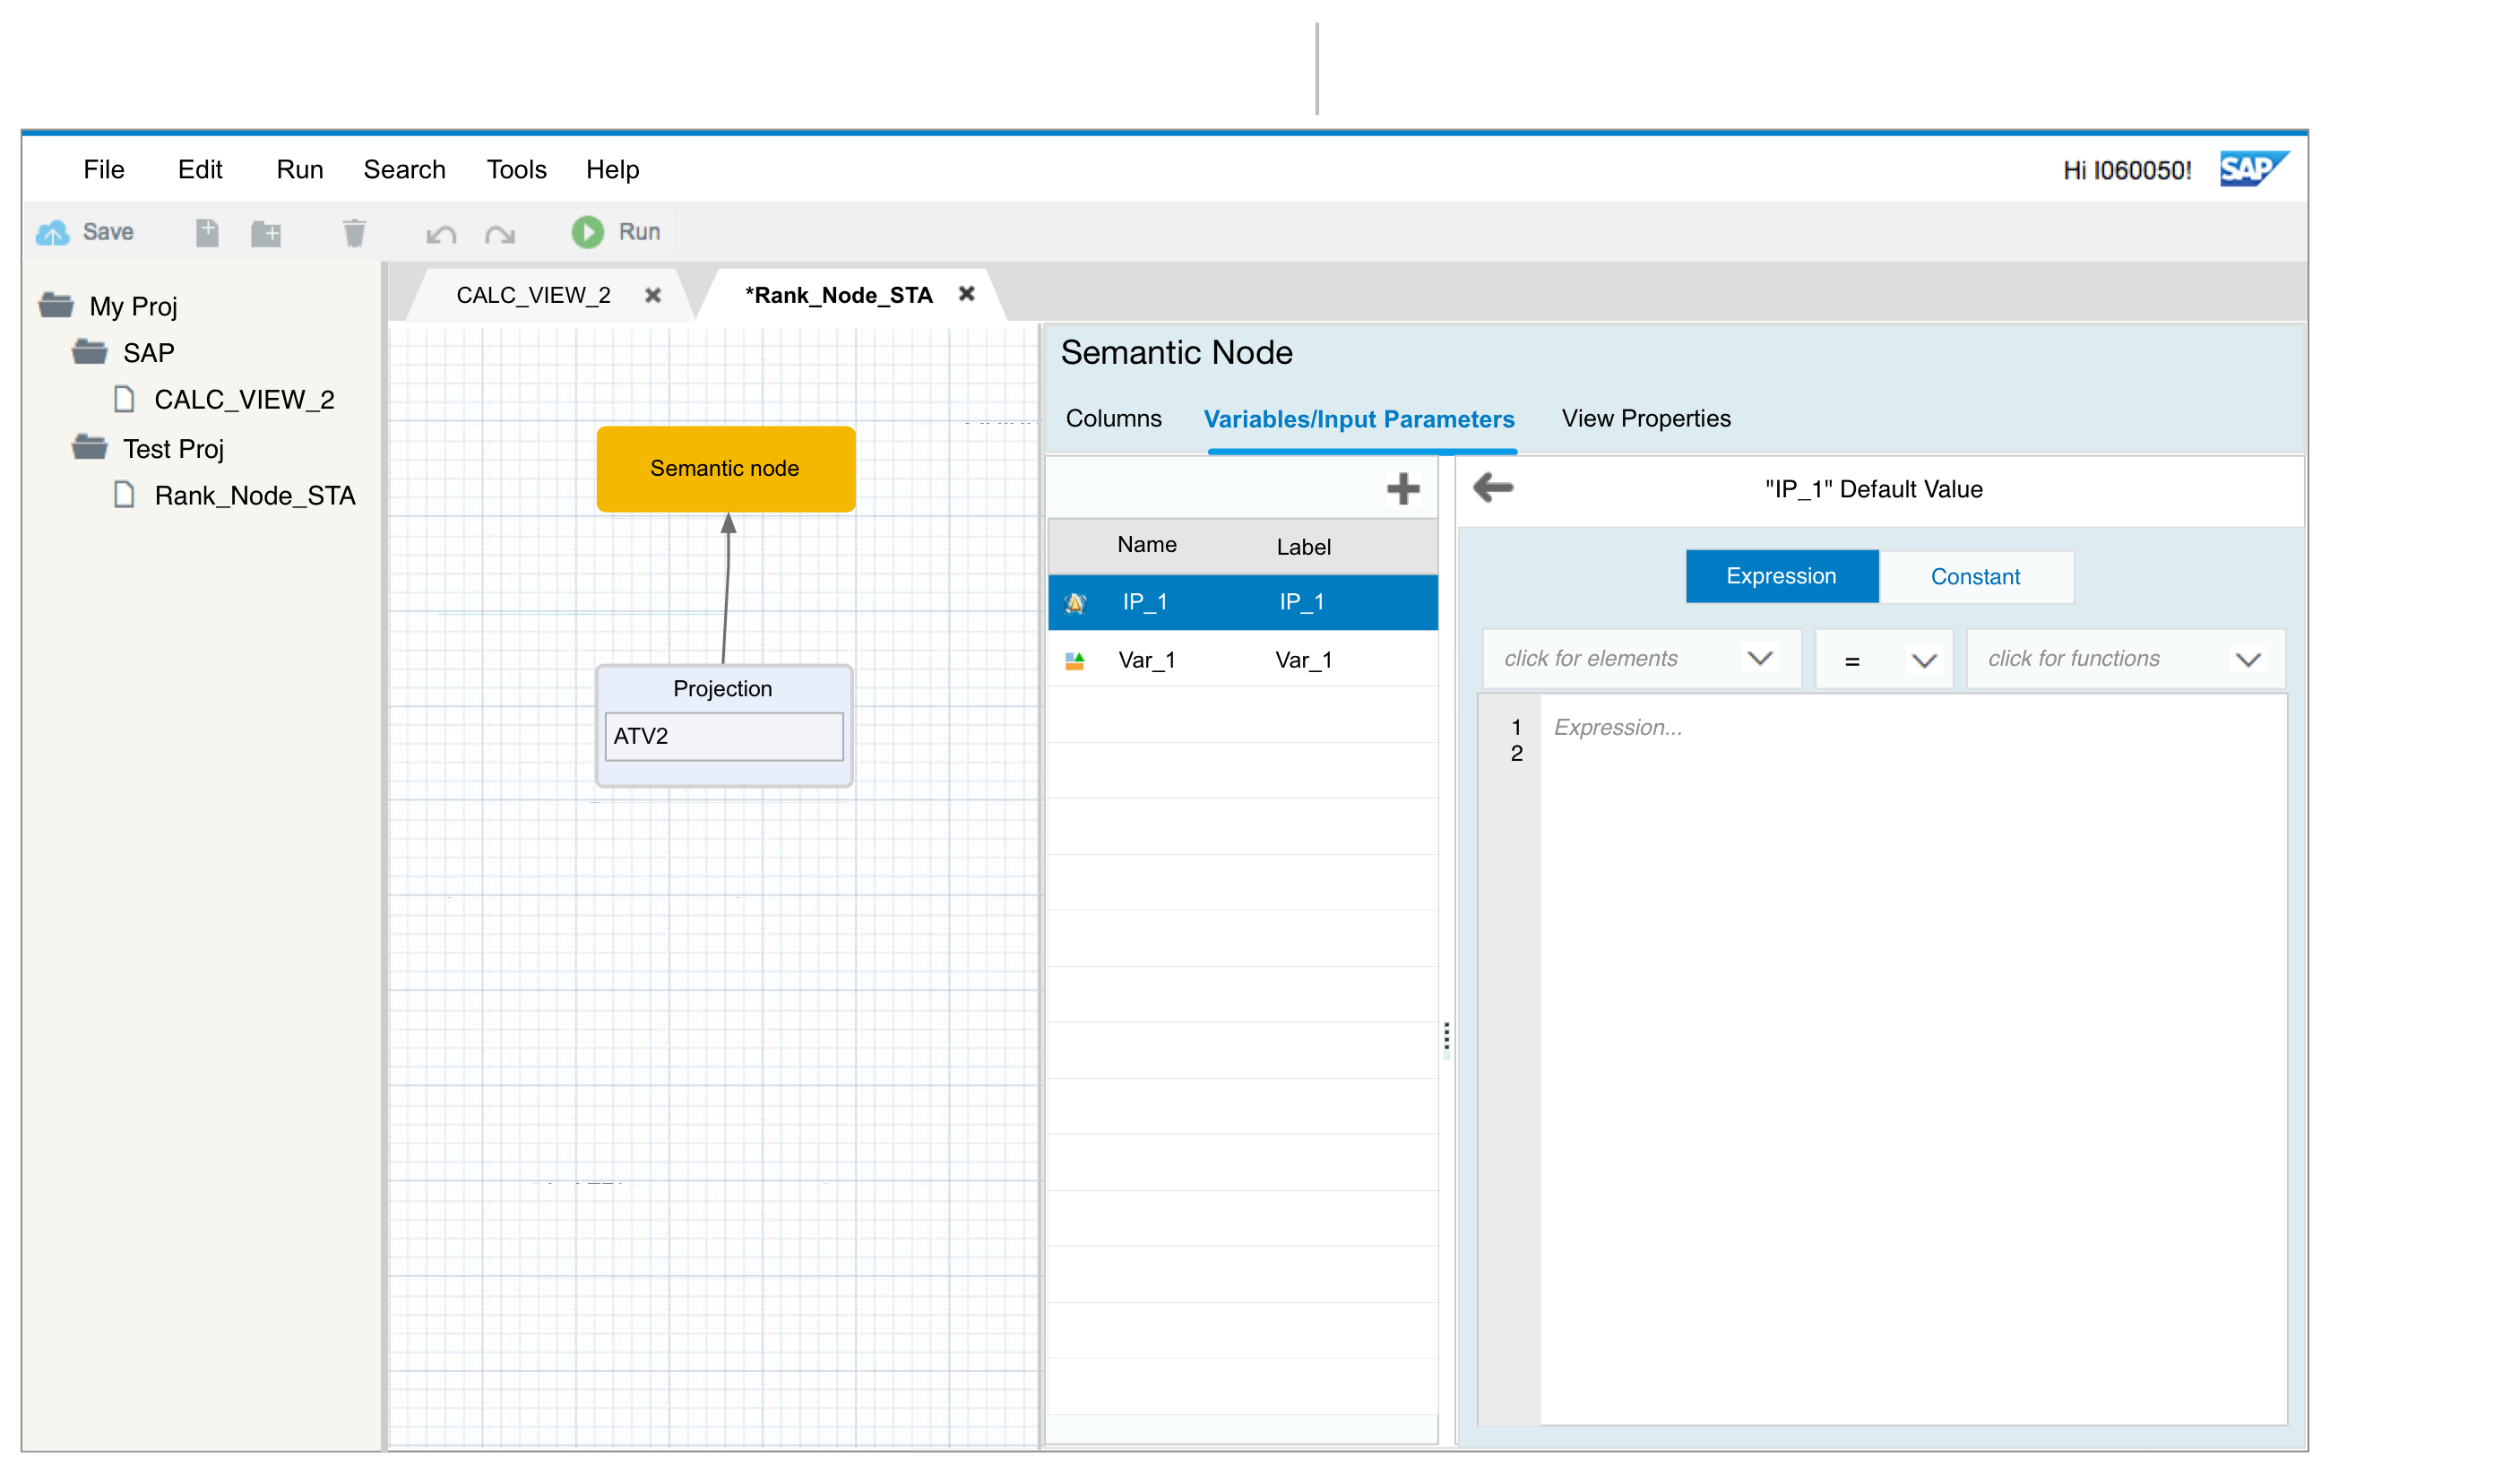 File Edit Run Search Tools Help
Hi I060050!
SAP
Save
Run
My Proj
SAP
CALC_VIEW_2
Test Proj
Rank_Node_STA
CALC_VIEW_2
*Rank_Node_STA
Semantic node
Projection
ATV2
Semantic Node
Columns Variables/Input Parameters View Properties
Name Label
IP_1 IP_1
Var_1 Var_1
"IP_1" Default Value
Expression Constant
click for elements = click for functions
1 Expression...
2